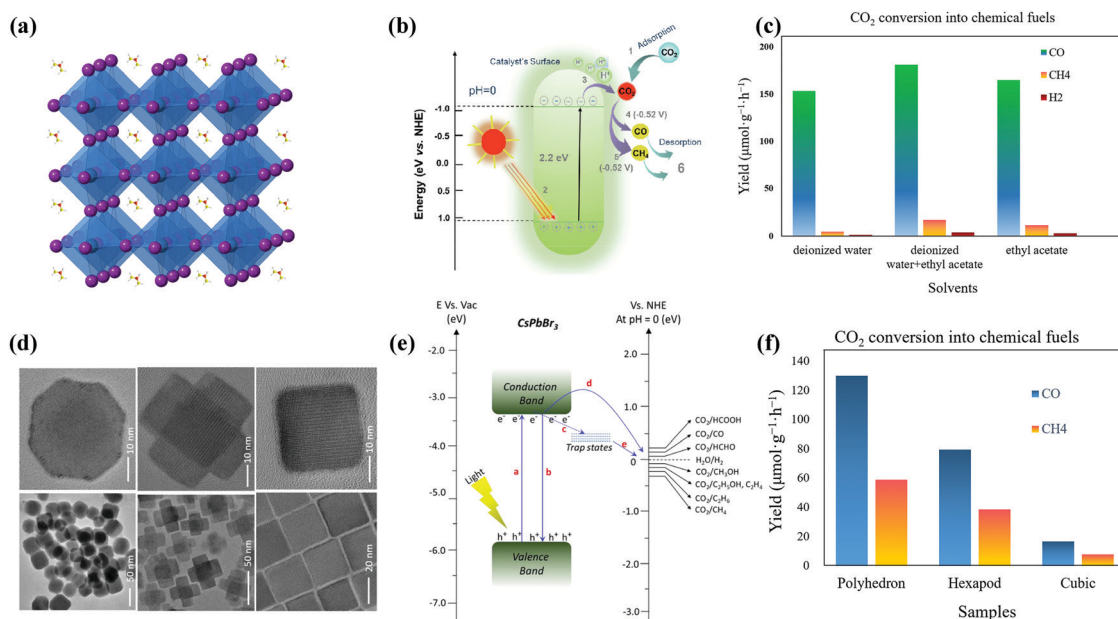 (a)
(b)
Catalyst's Surface
pH=0
Energy (eV vs. NHE)
-1.0
-0.5
0.0
0.5
1.0
2.2 eV
1
Adsorption
CO2
H+
3
CO2
4 (-0.52 V)
CO
CH4
5
(-0.52 V)
Desorption
6
2
(c)
CO2 conversion into chemical fuels
Yield (μmol·g−1·h−1)
200
150
100
50
0
CO
CH4
H2
deionized water
deionized
water+ethyl acetate
ethyl acetate
Solvents
(d)
10 nm
10 nm
10 nm
50 nm
50 nm
20 nm
(e)
E Vs. Vac
(eV)
CsPbBr3
Vs. NHE
At pH = 0 (eV)
-2.0
-3.0
-4.0
-5.0
-6.0
-7.0
Conduction
Band
e- e- e- e- e-
a
b
c
d
e
Trap states
Light
h+ h+ h+ h+ h+
Valence
Band
2.0
1.0
0
-1.0
-2.0
-3.0
CO2/HCOOH
CO2/CO
CO2/HCHO
H2O/H2
CO2/CH3OH
CO2/C2H5OH, C2H4
CO2/C2H6
CO2/CH4
(f)
CO2 conversion into chemical fuels
Yield (μmol·g−1·h−1)
140
120
100
80
60
40
20
0
CO
CH4
Polyhedron
Hexapod
Cubic
Samples